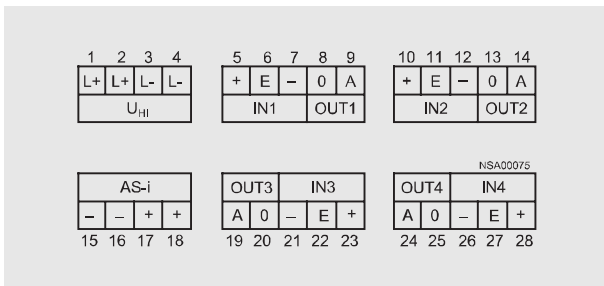 1 2 3 4 5 6 7 8 9 10 11 12 13 14
L+ L+ L- L- + E – 0 A + E – 0 A
UHI IN1 OUT1 IN2 OUT2
NSA00075
AS-i OUT3 IN3 OUT4 IN4
– – + + A 0 – E + A 0 – E +
15 16 17 18 19 20 21 22 23 24 25 26 27 28